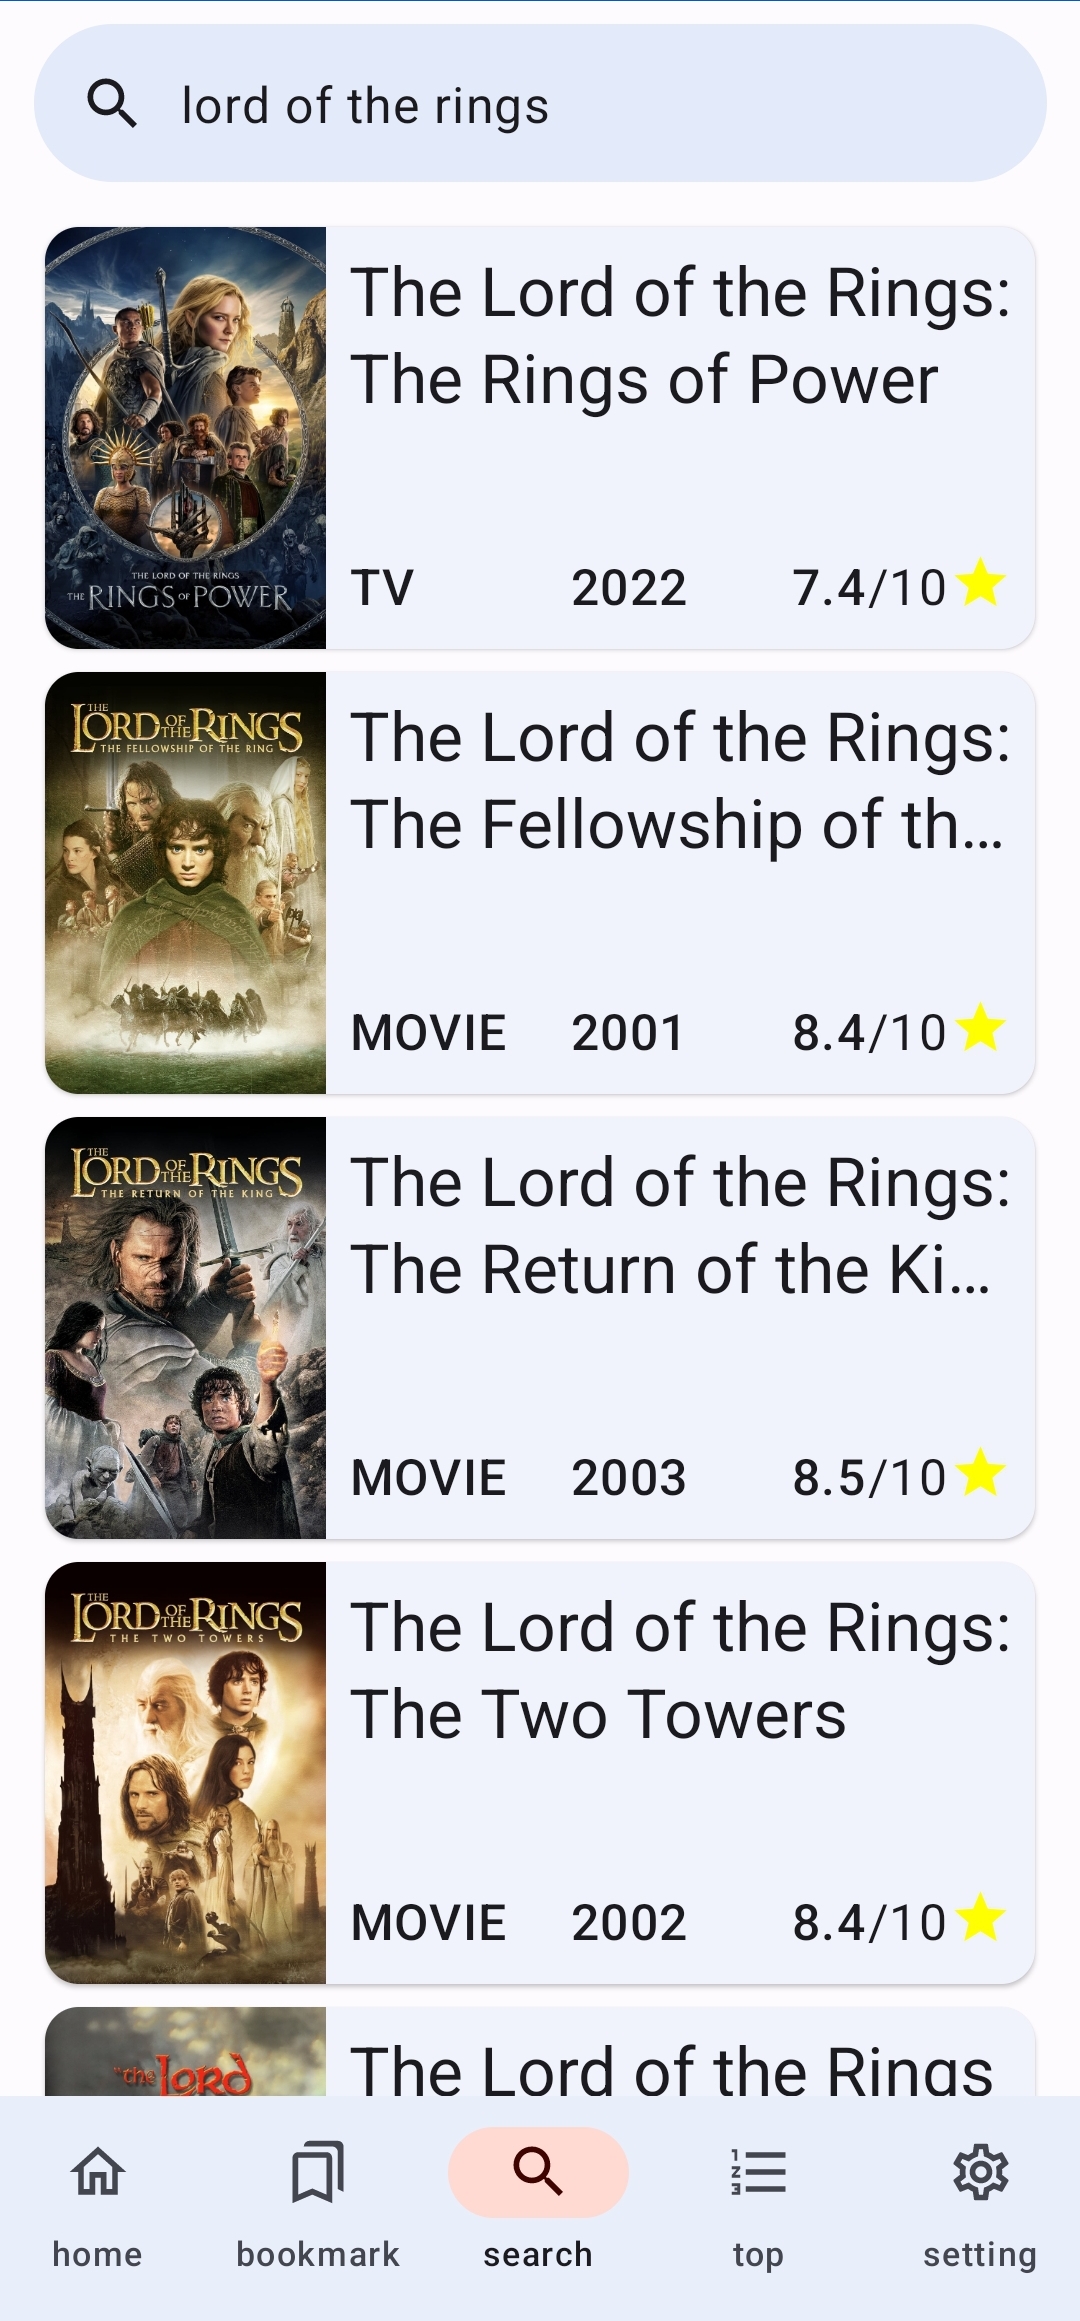 lord of the rings
The Lord of the Rings:
The Rings of Power
TV 2022 7.4/10
THE LORD OF THE RINGS
THE RINGS OF POWER
The Lord of the Rings:
The Fellowship of th...
MOVIE 2001 8.4/10
THE
LORD OF THE RINGS
THE FELLOWSHIP OF THE RING
The Lord of the Rings:
The Return of the Ki...
MOVIE 2003 8.5/10
THE
LORD OF THE RINGS
THE RETURN OF THE KING
The Lord of the Rings:
The Two Towers
MOVIE 2002 8.4/10
THE
LORD OF THE RINGS
THE TWO TOWERS
The Lord of the Rings
"the Lord
home bookmark search top setting